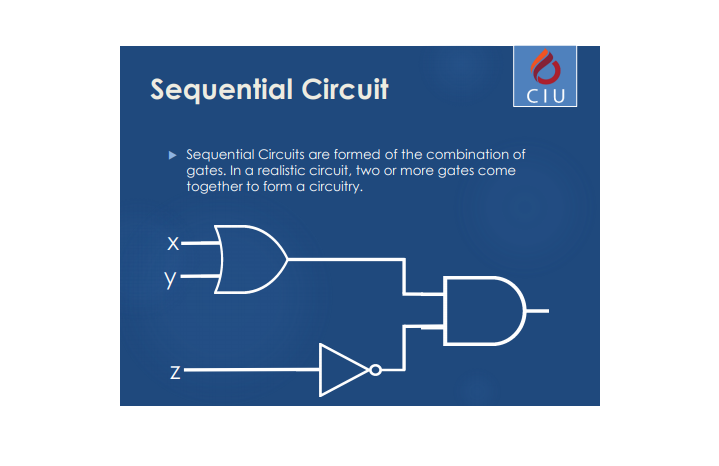 Sequential Circuit
CIU
Sequential Circuits are formed of the combination of
gates. In a realistic circuit, two or more gates come
together to form a circuitry.
x
y
z